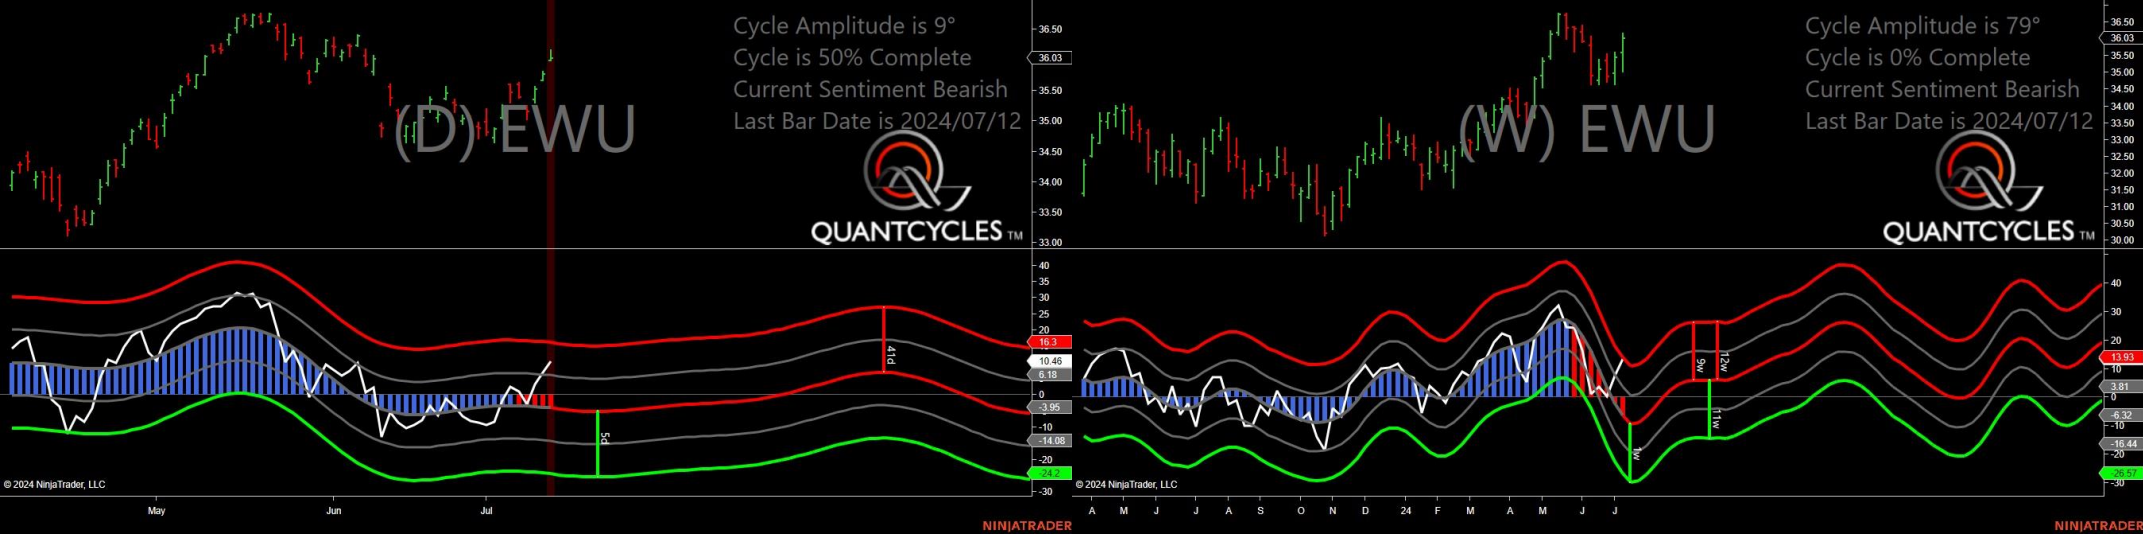 Cycle Amplitude is 9°
Cycle is 50% Complete
Current Sentiment Bearish
Last Bar Date is 2024/07/12
(D) EWU
QUANTCYCLES TM
36.50
36.03
35.50
35.00
34.50
34.00
33.50
33.00
40
35
30
25
20
16.3
10.46
6.18
0
-3.95
-10
-14.08
-20
-24.2
-30
41d
5d
© 2024 NinjaTrader, LLC
May Jun Jul
NINJATRADER
Cycle Amplitude is 79°
Cycle is 0% Complete
Current Sentiment Bearish
Last Bar Date is 2024/07/12
(W) EWU
QUANTCYCLES TM
36.50
36.03
35.50
35.00
34.50
34.00
33.50
33.00
32.50
32.00
31.50
31.00
30.50
30.00
40
30
20
13.93
10
3.81
0
-6.32
-10
-16.44
-20
-26.57
-30
9w
12w
11w
1w
© 2024 NinjaTrader, LLC
A M J J A S O N D 24 F M A M J J
NINJATRADER